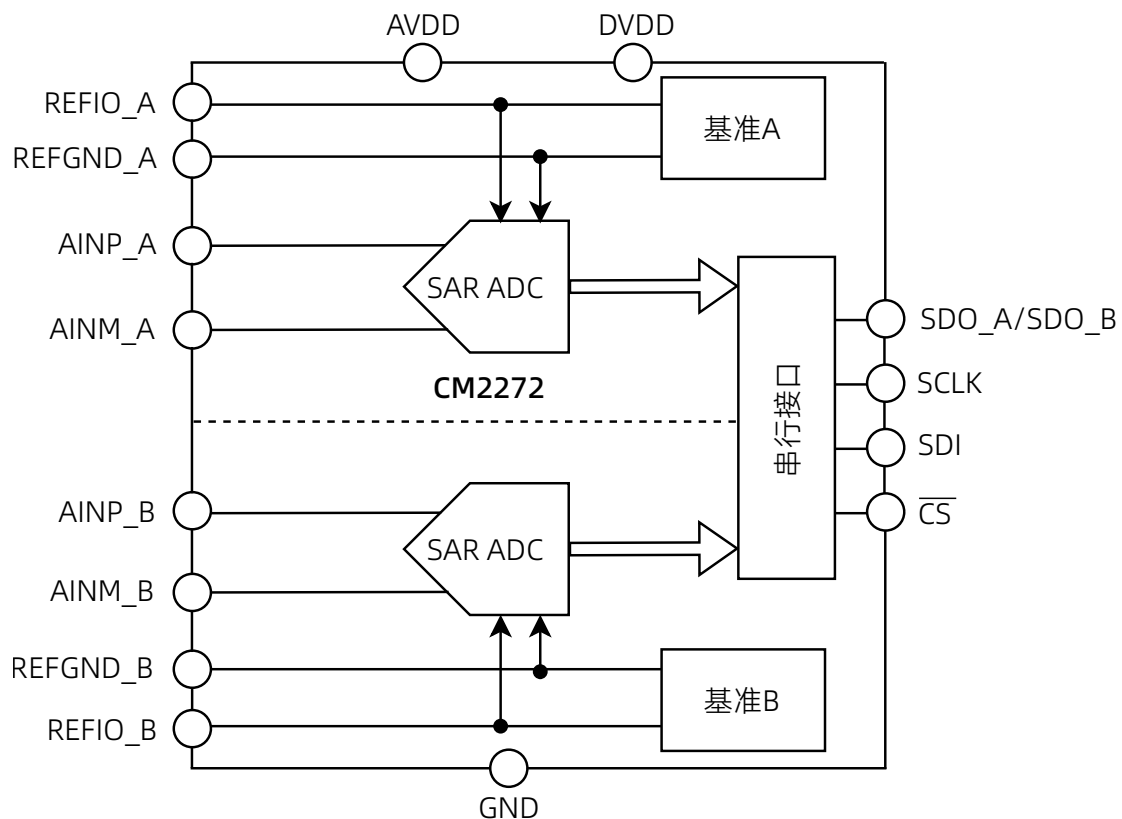 AVDD
DVDD
REFIO_A
基准A
REFGND_A
AINP_A
SAR ADC
AINM_A
SDO_A/SDO_B
CM2272
SCLK
串行接口
SDI
CS
AINP_B
SAR ADC
AINM_B
REFGND_B
基准B
REFIO_B
GND